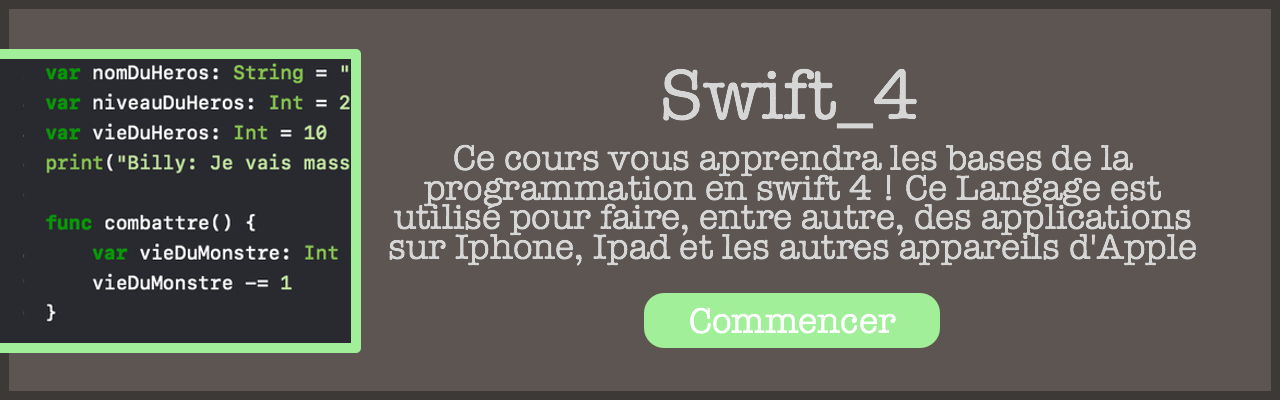 var nomDuHeros: String = "
var niveauDuHeros: Int = 2
var vieDuHeros: Int = 10
print("Billy: Je vais mass
func combattre() {
var vieDuMonstre: Int
vieDuMonstre -= 1
}
Swift_4
Ce cours vous apprendra les bases de la
programmation en swift 4 ! Ce Langage est
utilisé pour faire, entre autre, des applications
sur Iphone, Ipad et les autres appareils d'Apple
Commencer